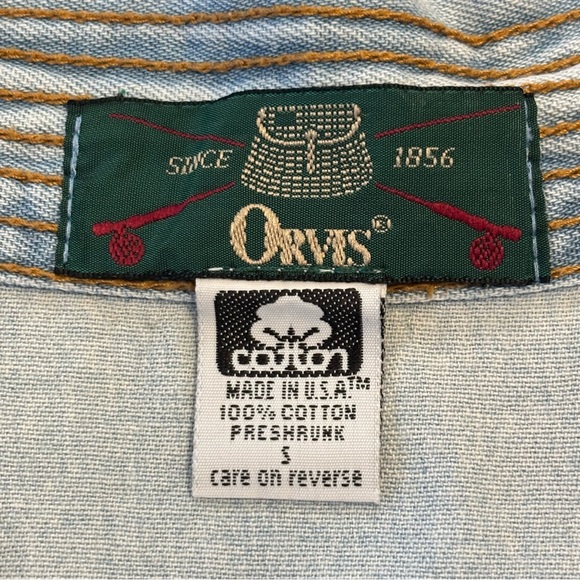 SINCE 1856
ORVIS®
cotton
MADE IN U.S.A.™
100% COTTON
PRESHRUNK
S
care on reverse